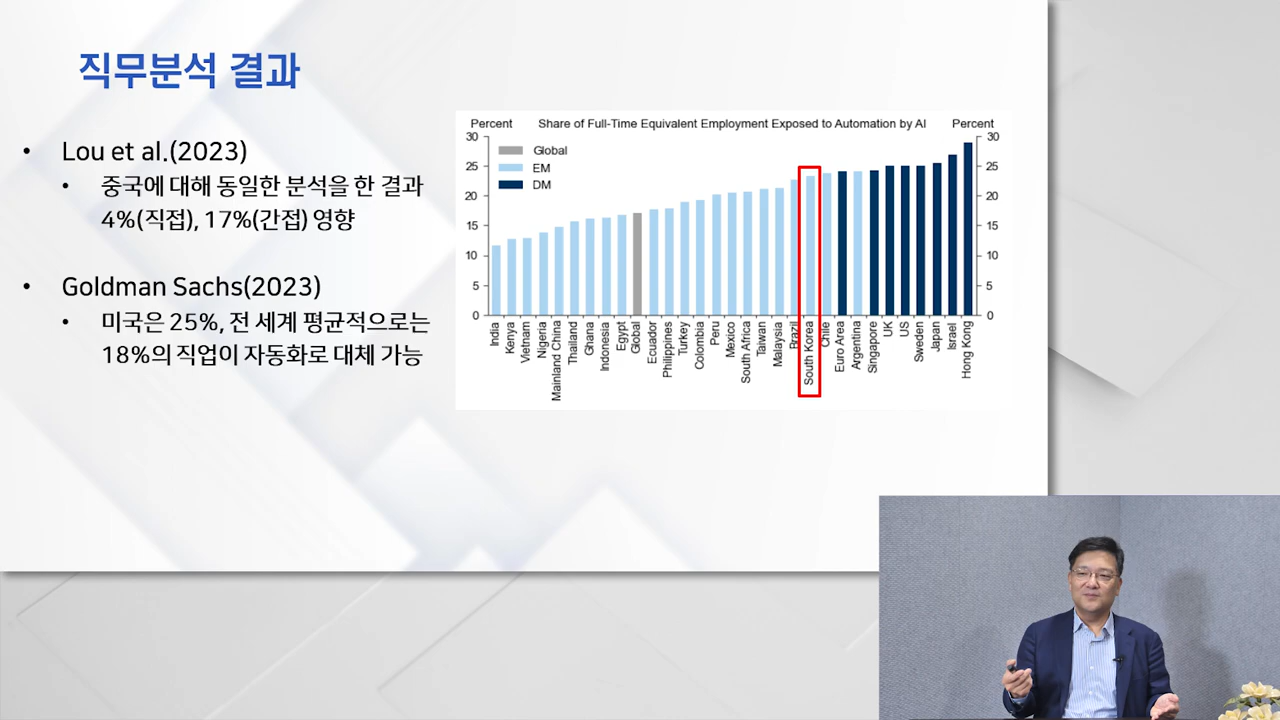 직무분석 결과
• Lou et al.(2023)
• 중국에 대해 동일한 분석을 한 결과
4%(직접), 17%(간접) 영향
• Goldman Sachs(2023)
• 미국은 25%, 전 세계 평균적으로는
18%의 직업이 자동화로 대체 가능
Percent Share of Full-Time Equivalent Employment Exposed to Automation by AI Percent
Global
EM
DM
30 30
25 25
20 20
15 15
10 10
5 5
0 0
India
Kenya
Vietnam
Nigeria
Mainland China
Thailand
Ghana
Indonesia
Egypt
Global
Ecuador
Philippines
Turkey
Colombia
Peru
Mexico
South Africa
Taiwan
Malaysia
Brazil
South Korea
Chile
Euro Area
Argentina
Singapore
UK
US
Sweden
Japan
Israel
Hong Kong